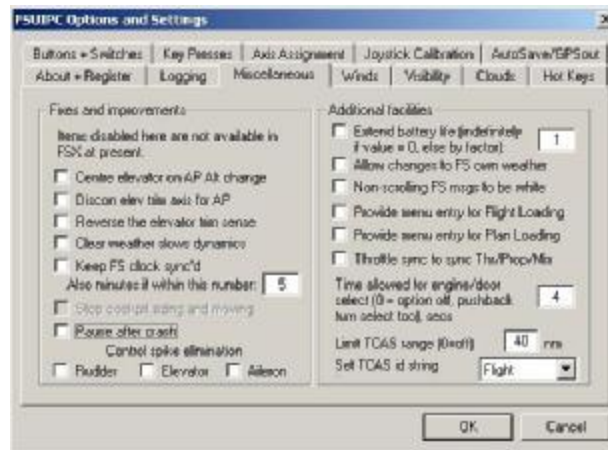 FSUIPC Options and Settings
Buttons + Switches
Key Presses
Axis Assignment
Joystick Calibration
AutoSave/GPSout
About + Register
Logging
Miscellaneous
Winds
Visibility
Clouds
Hot Keys
Fixes and improvements
Items disabled here are not available in
FSX at present.
Centre elevator on AP Alt change
Discon elev trim axis for AP
Reverse the elevator trim sense
Clear weather slows dynamics
Keep FS clock sync'd
Also minutes if within this number: 5
Stop cockpit sliding and moving
Pause after crash
Control spike elimination
Rudder
Elevator
Aileron
Additional facilities
Extend battery life (indefinitely
if value = 0, else by factor) 1
Allow changes to FS own weather
Non-scrolling FS msgs to be white
Provide menu entry for Flight Loading
Provide menu entry for Plan Loading
Throttle sync to sync Thr/Prop/Mix
Time allowed for engine/door
select (0 = option off, pushback
turn select too), secs 4
Limit TCAS range (0=off) 40 nm
Set TCAS id string Flight
OK
Cancel